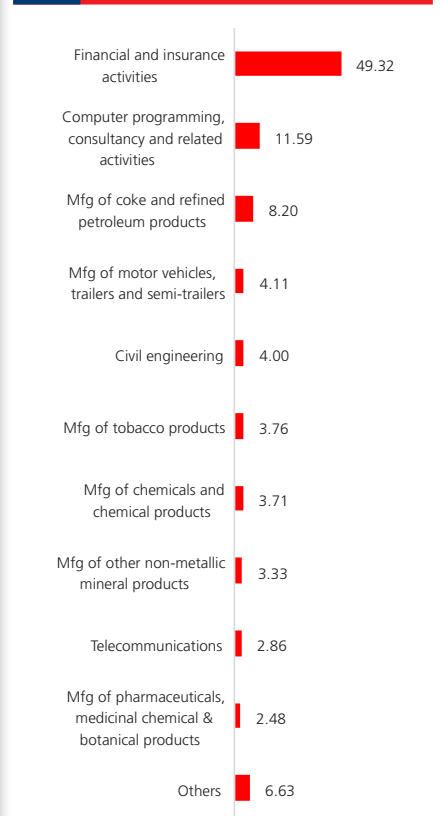 Financial and insurance
activities
49.32
Computer programming,
consultancy and related
activities
11.59
Mfg of coke and refined
petroleum products
8.20
Mfg of motor vehicles,
trailers and semi-trailers
4.11
Civil engineering
4.00
Mfg of tobacco products
3.76
Mfg of chemicals and
chemical products
3.71
Mfg of other non-metallic
mineral products
3.33
Telecommunications
2.86
Mfg of pharmaceuticals,
medicinal chemical &
botanical products
2.48
Others
6.63